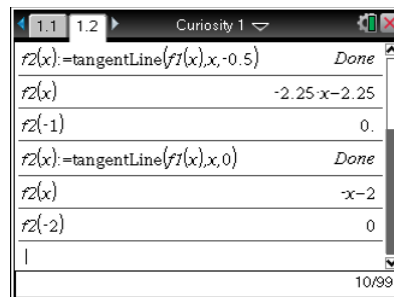 1.1 1.2 Curiosity 1
f2(x):=tangentLine(f1(x),x,-0.5) Done
f2(x) -2.25·x-2.25
f2(-1) 0.
f2(x):=tangentLine(f1(x),x,0) Done
f2(x) -x-2
f2(-2) 0
10/99